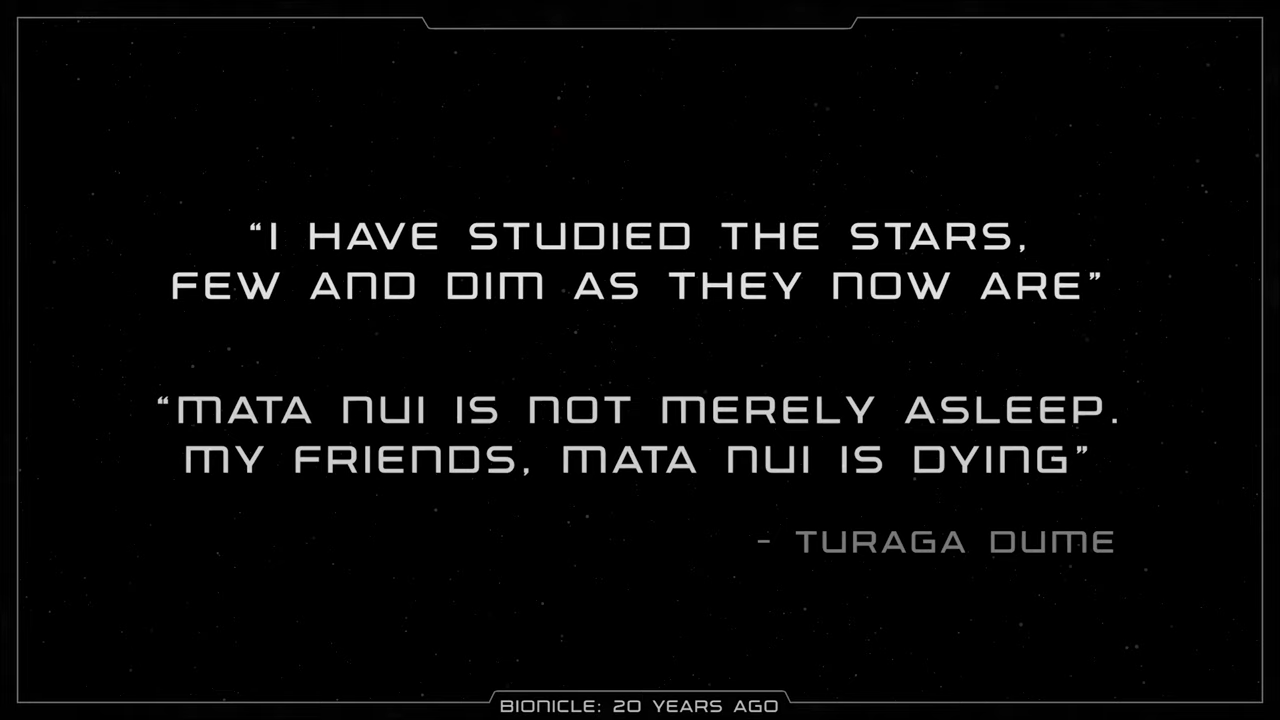 “I HAVE STUDIED THE STARS,
FEW AND DIM AS THEY NOW ARE”
“MATA NUI IS NOT MERELY ASLEEP.
MY FRIENDS, MATA NUI IS DYING”
- TURAGA DUME
BIONICLE: 20 YEARS AGO